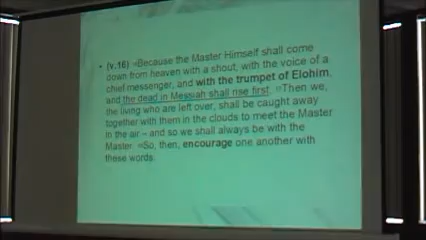 • (v.16) 16Because the Master Himself shall come
down from heaven with a shout, with the voice of a
chief messenger, and with the trumpet of Elohim,
and the dead in Messiah shall rise first. 17Then we,
the living who are left over, shall be caught away
together with them in the clouds to meet the Master
in the air – and so we shall always be with the
Master. 18So, then, encourage one another with
these words.